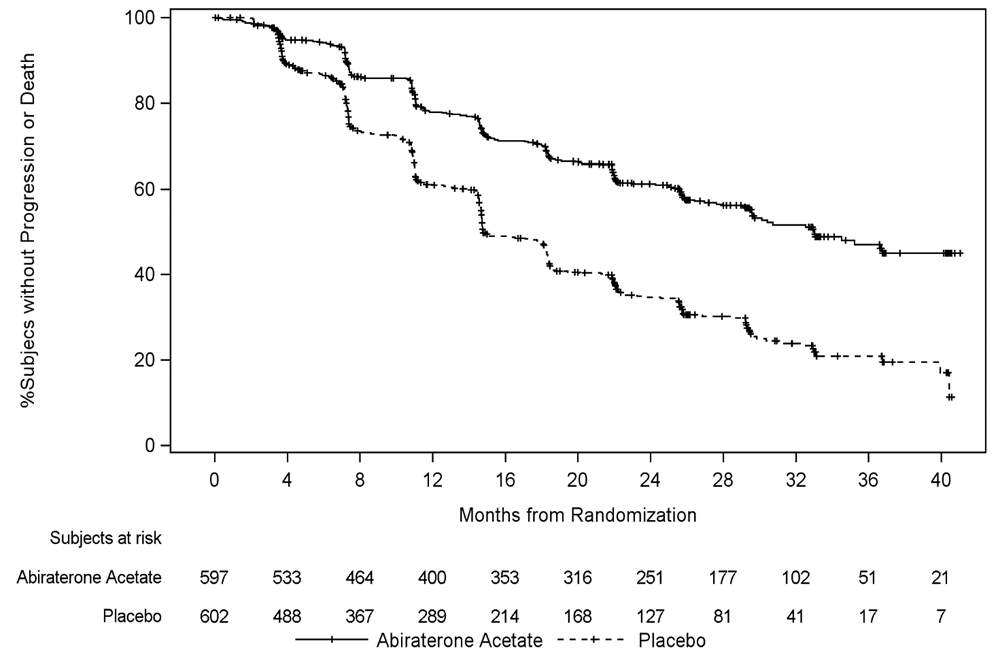 %Subjecs without Progression or Death
100
80
60
40
20
0
0 4 8 12 16 20 24 28 32 36 40
Months from Randomization
Subjects at risk
Abiraterone Acetate 597 533 464 400 353 316 251 177 102 51 21
Placebo 602 488 367 289 214 168 127 81 41 17 7
Abiraterone Acetate Placebo